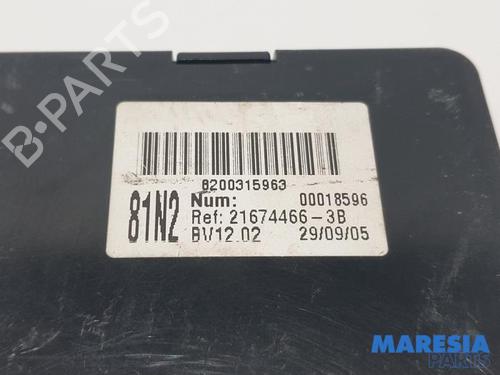 B-PARTS
8200315963
81N2
Num: 00018596
Ref: 21674466-3B
BV12.02 29/09/05
MARESIA
PARTS